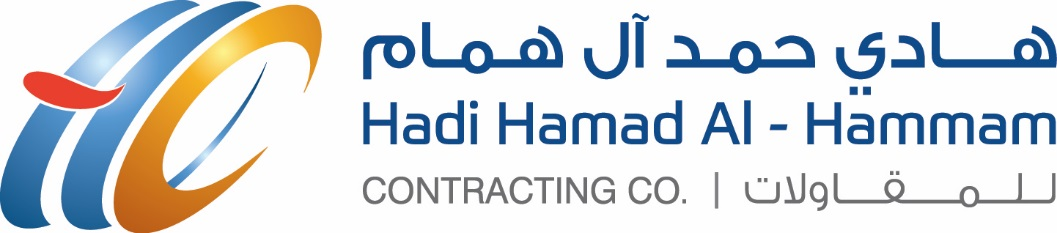 هادي حمد آل همام
Hadi Hamad Al - Hammam
CONTRACTING CO. | للمقاولات